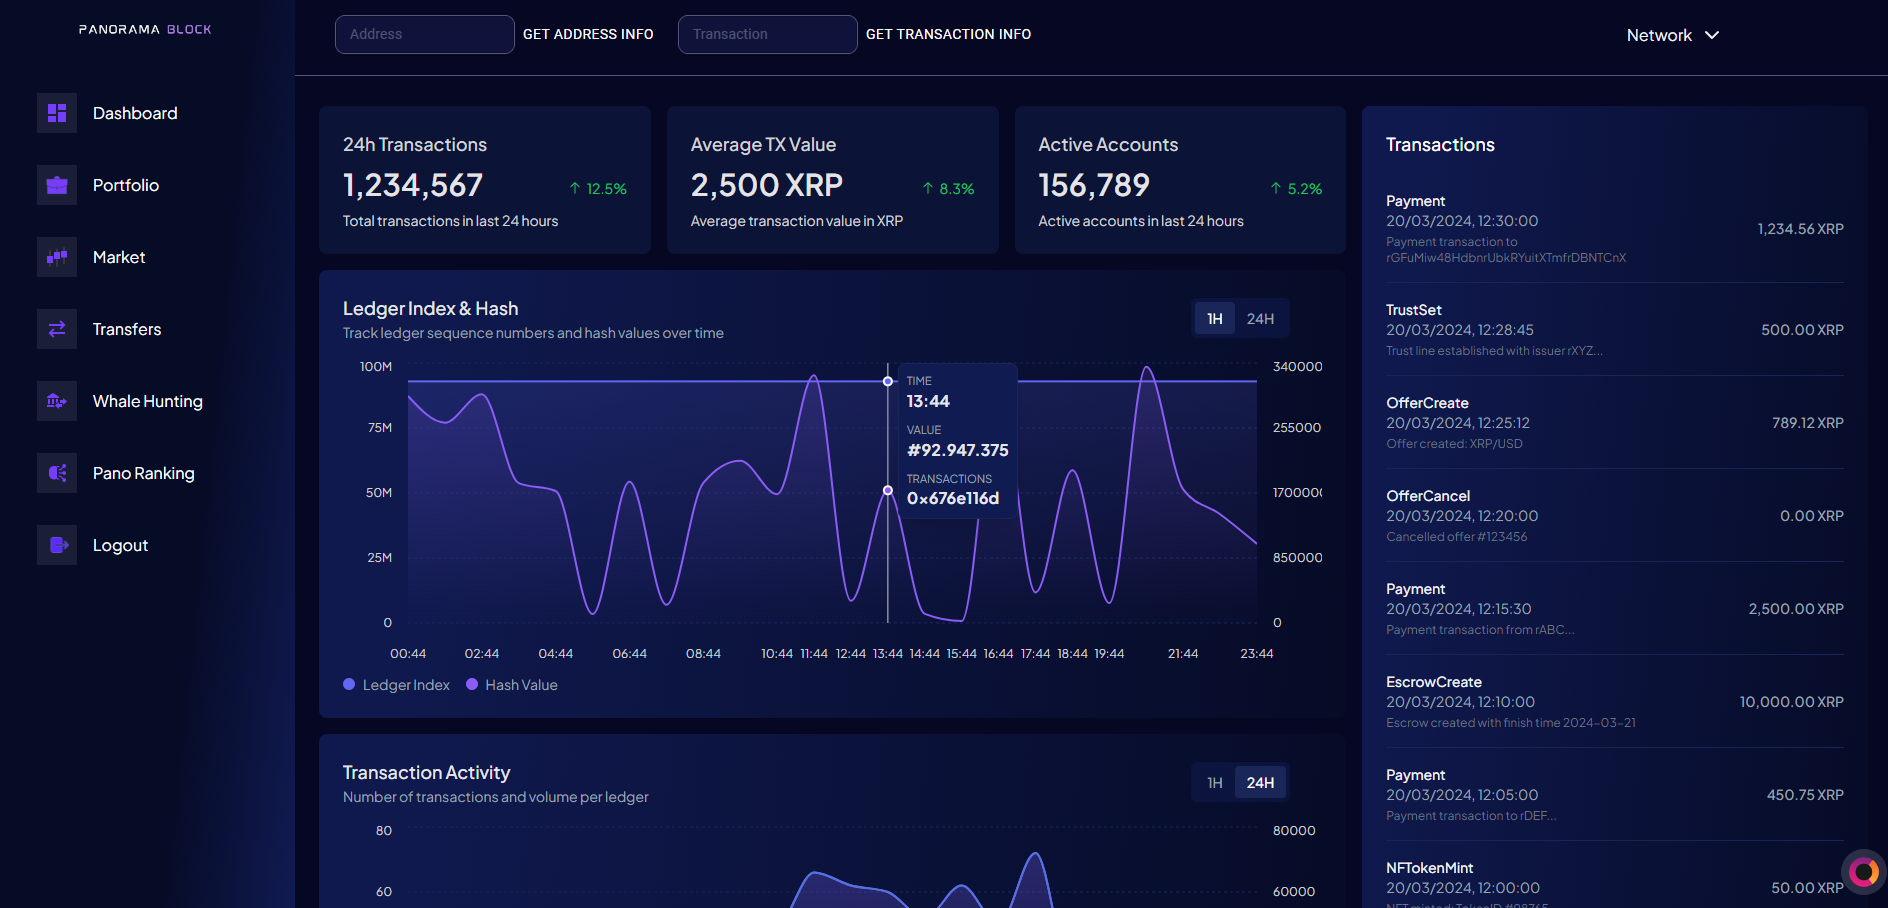 PANORAMA BLOCK
Address
GET ADDRESS INFO
Transaction
GET TRANSACTION INFO
Network
Dashboard
Portfolio
Market
Transfers
Whale Hunting
Pano Ranking
Logout
24h Transactions
1,234,567
↑ 12.5%
Total transactions in last 24 hours
Average TX Value
2,500 XRP
↑ 8.3%
Average transaction value in XRP
Active Accounts
156,789
↑ 5.2%
Active accounts in last 24 hours
Ledger Index & Hash
Track ledger sequence numbers and hash values over time
1H 24H
100M
75M
50M
25M
0
340000
255000
170000
850000
0
TIME
13:44
VALUE
#92.947.375
TRANSACTIONS
0x676e116d
00:44 02:44 04:44 06:44 08:44 10:44 11:44 12:44 13:44 14:44 15:44 16:44 17:44 18:44 19:44 21:44 23:44
Ledger Index Hash Value
Transaction Activity
Number of transactions and volume per ledger
1H 24H
80
60
80000
60000
Transactions
Payment
20/03/2024, 12:30:00
1,234.56 XRP
Payment transaction to
rGFuMiw48HdbnrUbkRYuitXTmfrDBNTCnX
TrustSet
20/03/2024, 12:28:45
500.00 XRP
Trust line established with issuer rXYZ...
OfferCreate
20/03/2024, 12:25:12
789.12 XRP
Offer created: XRP/USD
OfferCancel
20/03/2024, 12:20:00
0.00 XRP
Cancelled offer #123456
Payment
20/03/2024, 12:15:30
2,500.00 XRP
Payment transaction from rABC...
EscrowCreate
20/03/2024, 12:10:00
10,000.00 XRP
Escrow created with finish time 2024-03-21
Payment
20/03/2024, 12:05:00
450.75 XRP
Payment transaction to rDEF...
NFTokenMint
20/03/2024, 12:00:00
50.00 XRP
NFT minted: TokenID #98765